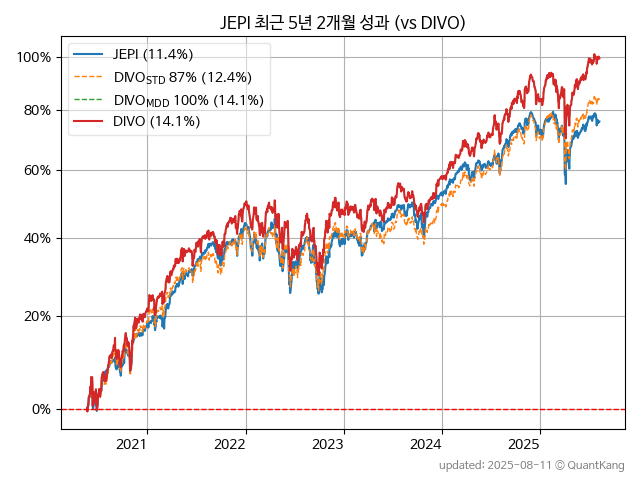 JEPI 최근 5년 2개월 성과 (vs DIVO)
JEPI (11.4%)
DIVO_STD 87% (12.4%)
DIVO_MDD 100% (14.1%)
DIVO (14.1%)
100%
80%
60%
40%
20%
0%
2021 2022 2023 2024 2025
updated: 2025-08-11 © QuantKang